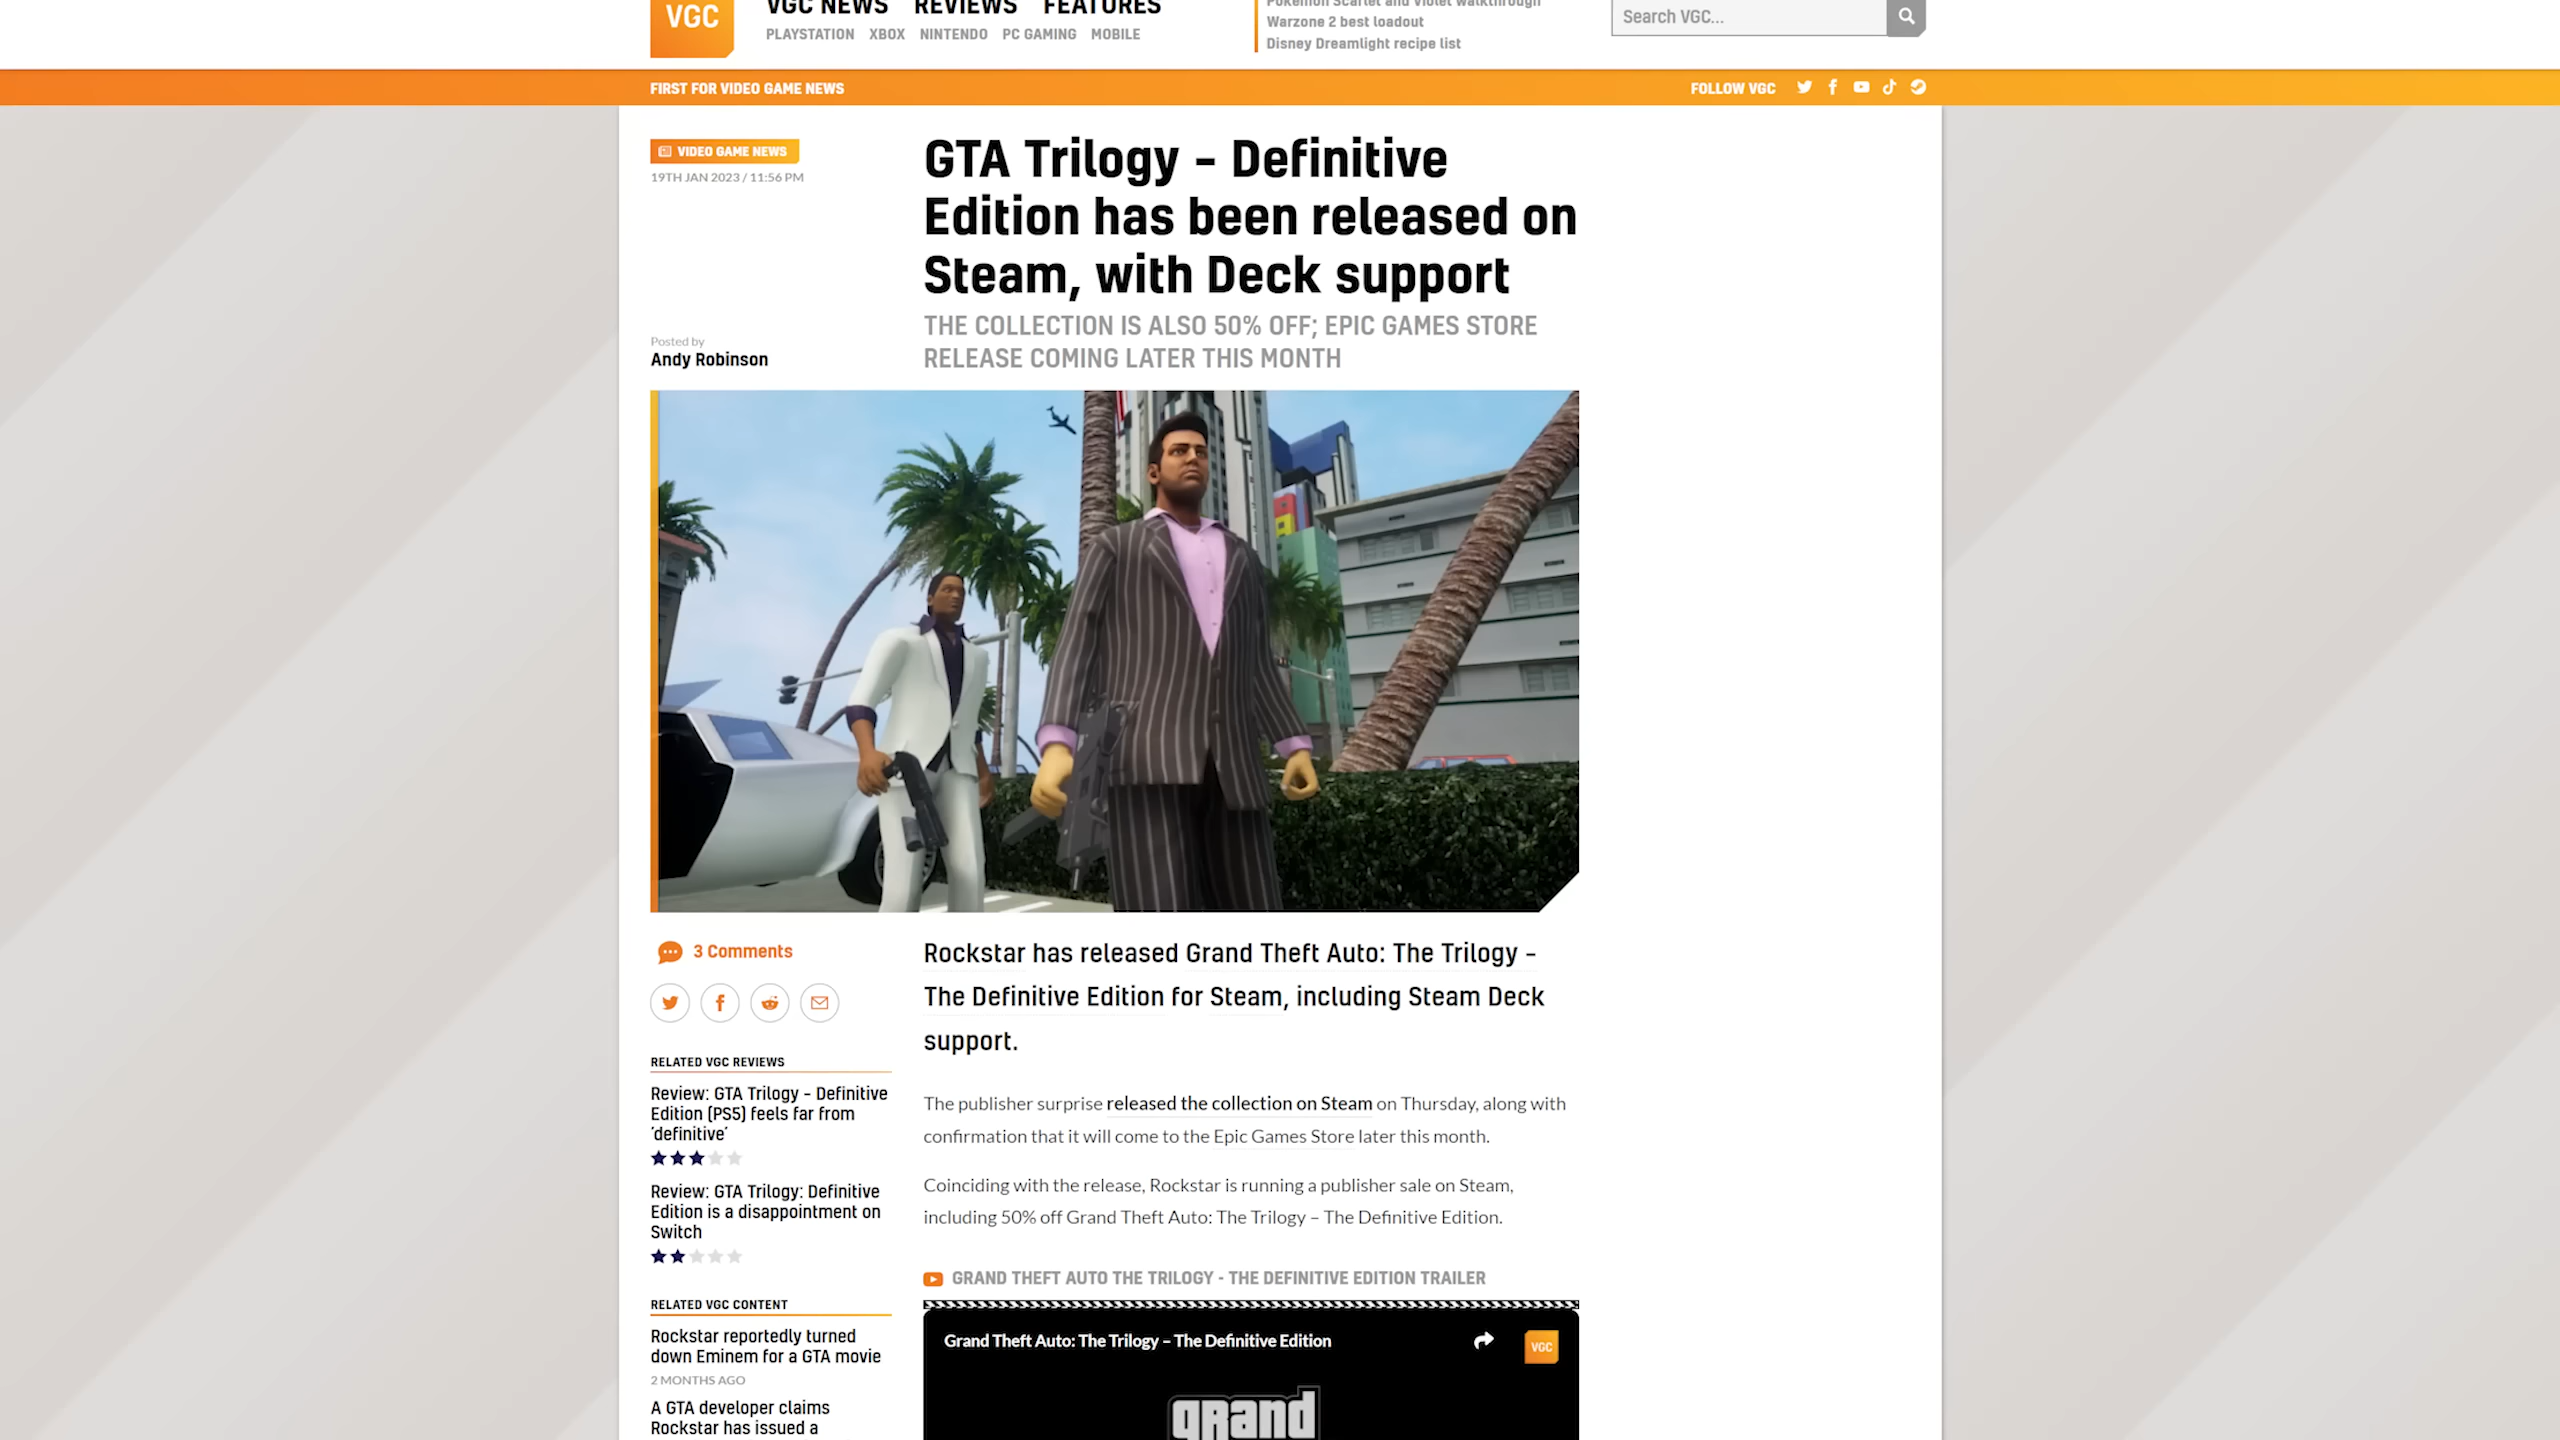 VGC
VGC NEWS REVIEWS FEATURES
PLAYSTATION XBOX NINTENDO PC GAMING MOBILE
Pokémon Scarlet and Violet walkthrough
Warzone 2 best loadout
Disney Dreamlight recipe list
Search VGC...
FIRST FOR VIDEO GAME NEWS
FOLLOW VGC
VIDEO GAME NEWS
19TH JAN 2023 / 11:56 PM
GTA Trilogy – Definitive
Edition has been released on
Steam, with Deck support
THE COLLECTION IS ALSO 50% OFF; EPIC GAMES STORE
RELEASE COMING LATER THIS MONTH
Posted by
Andy Robinson
3 Comments
RELATED VGC REVIEWS
Review: GTA Trilogy – Definitive
Edition (PS5) feels far from
‘definitive’
Review: GTA Trilogy: Definitive
Edition is a disappointment on
Switch
RELATED VGC CONTENT
Rockstar reportedly turned
down Eminem for a GTA movie
2 MONTHS AGO
A GTA developer claims
Rockstar has issued a
Rockstar has released Grand Theft Auto: The Trilogy –
The Definitive Edition for Steam, including Steam Deck
support.
The publisher surprise released the collection on Steam on Thursday, along with
confirmation that it will come to the Epic Games Store later this month.
Coinciding with the release, Rockstar is running a publisher sale on Steam,
including 50% off Grand Theft Auto: The Trilogy – The Definitive Edition.
GRAND THEFT AUTO THE TRILOGY - THE DEFINITIVE EDITION TRAILER
Grand Theft Auto: The Trilogy – The Definitive Edition
VGC
grand